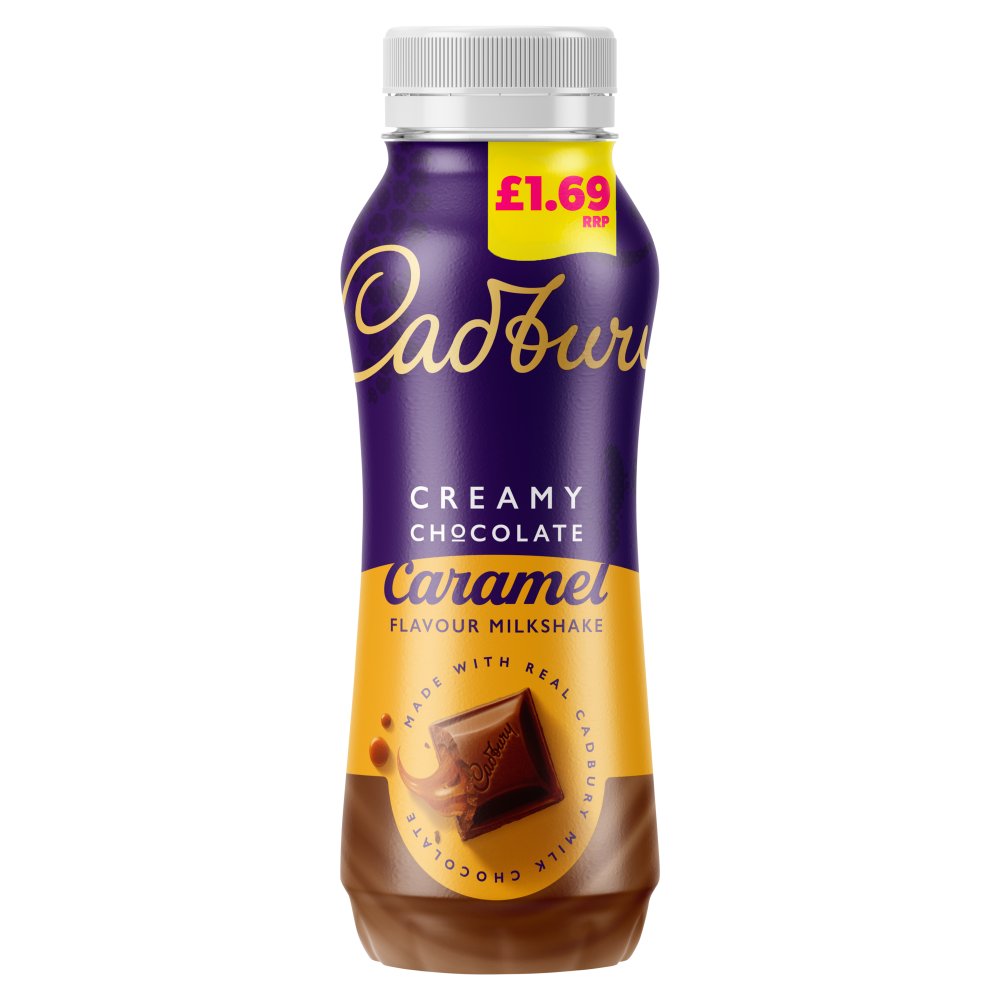 £1.69
RRP
Cadbury
CREAMY
CHOCOLATE
Caramel
FLAVOUR MILKSHAKE
MADE WITH REAL CADBURY MILK CHOCOLATE
Cadbury